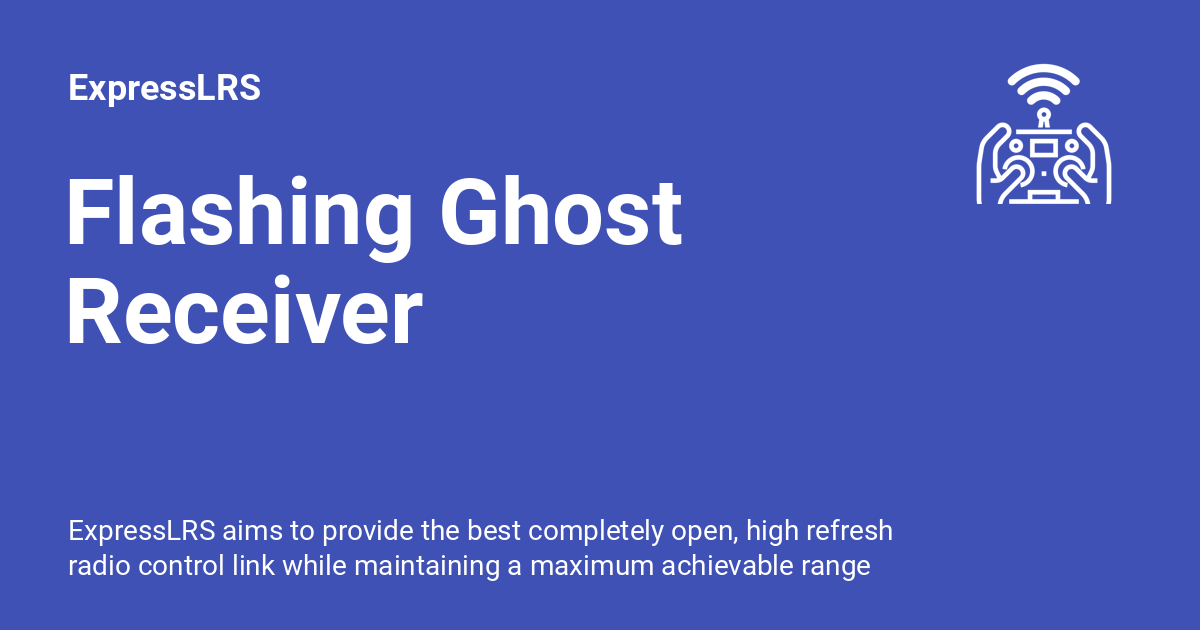 ExpressLRS
Flashing Ghost
Receiver
ExpressLRS aims to provide the best completely open, high refresh
radio control link while maintaining a maximum achievable range